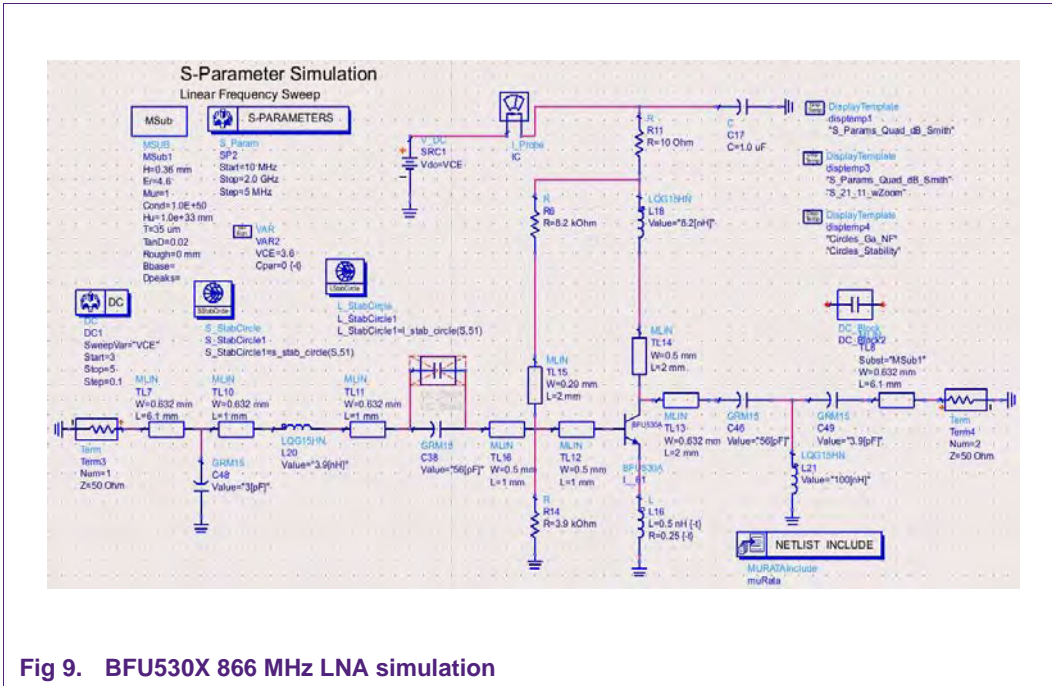 S-Parameter Simulation
Linear Frequency Sweep
MSub
MSUB
MSub1
H=0.36 mm
Er=4.6
Mur=1
Cond=1.0E+50
Hu=1.0e+33 mm
T=35 um
TanD=0.02
Rough=0 mm
Bbase=
Dpeaks=
S-PARAMETERS
S_Param
SP2
Start=10 MHz
Stop=2.0 GHz
Step=5 MHz
VAR
VAR2
VCE=3.6
Cpar=0 {-t}
V_DC
SRC1
Vdc=VCE
I_Probe
IC
R
R11
R=10 Ohm
C
C17
C=1.0 uF
DisplayTemplate
disptemp1
"S_Params_Quad_dB_Smith"
DisplayTemplate
disptemp3
"S_Params_Quad_dB_Smith"
"S_21_11_wZoom"
DisplayTemplate
disptemp4
"Circles_Ga_NF"
"Circles_Stability"
R
R6
R=8.2 kOhm
LQG15HN
L18
Value="8.2[nH]"
DC
DC
DC1
SweepVar="VCE"
Start=3
Stop=5
Step=0.1
SStabCircle
S_StabCircle
S_StabCircle1
S_StabCircle1=s_stab_circle(S,51)
LStabCircle
L_StabCircle
L_StabCircle1
L_StabCircle1=l_stab_circle(S,51)
DC_Block
DC_Block2
MLIN
TL14
W=0.5 mm
L=2 mm
MLIN
TL15
W=0.20 mm
L=2 mm
TL8
Subst="MSub1"
W=0.632 mm
L=6.1 mm
MLIN
TL7
W=0.632 mm
L=6.1 mm
MLIN
TL10
W=0.632 mm
L=1 mm
MLIN
TL11
W=0.632 mm
L=1 mm
Term
Term3
Num=1
Z=50 Ohm
GRM15
C48
Value="3[pF]"
LQG15HN
L20
Value="3.9[nH]"
GRM15
C38
Value="56[pF]"
MLIN
TL16
W=0.5 mm
L=1 mm
MLIN
TL12
W=0.5 mm
L=1 mm
BFU530A
BFU530A
I__61
MLIN
TL13
W=0.632 mm
L=2 mm
GRM15
C46
Value="56[pF]"
GRM15
C49
Value="3.9[pF]"
LQG15HN
L21
Value="100[nH]"
Term
Term4
Num=2
Z=50 Ohm
R
R14
R=3.9 kOhm
L
L16
L=0.5 nH {-t}
R=0.25 {-t}
NETLIST INCLUDE
MURATAInclude
muRata
Fig 9. BFU530X 866 MHz LNA simulation